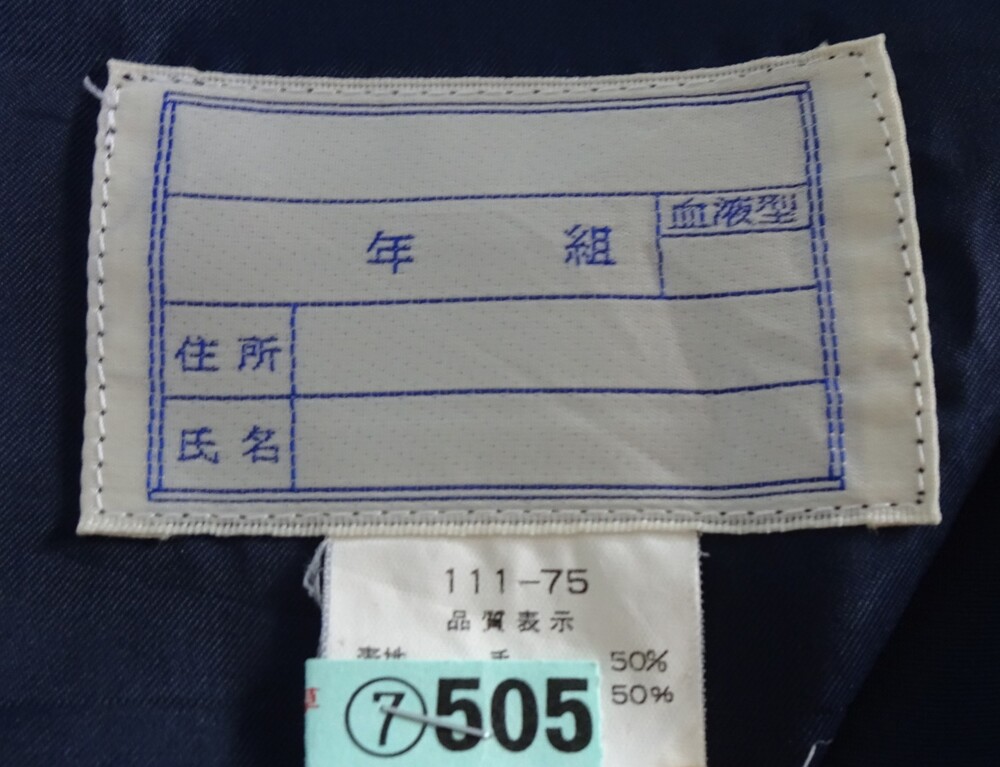 血液型
年 組
住所
氏名
111-75
品質表示
50%
50%
⑦505